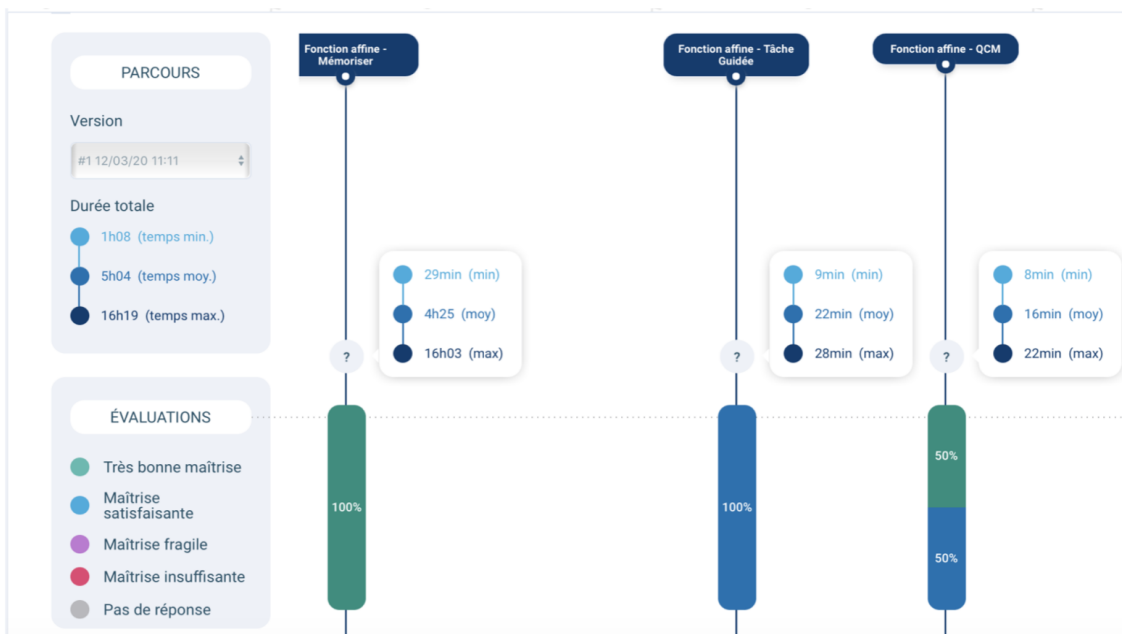 PARCOURS
Version
#1 12/03/20 11:11
Durée totale
1h08 (temps min.)
5h04 (temps moy.)
16h19 (temps max.)
ÉVALUATIONS
Très bonne maîtrise
Maîtrise
satisfaisante
Maîtrise fragile
Maîtrise insuffisante
Pas de réponse
Fonction affine -
Mémoriser
29min (min)
4h25 (moy)
?
16h03 (max)
100%
Fonction affine - Tâche
Guidée
9min (min)
22min (moy)
?
28min (max)
100%
Fonction affine - QCM
8min (min)
16min (moy)
?
22min (max)
50%
50%